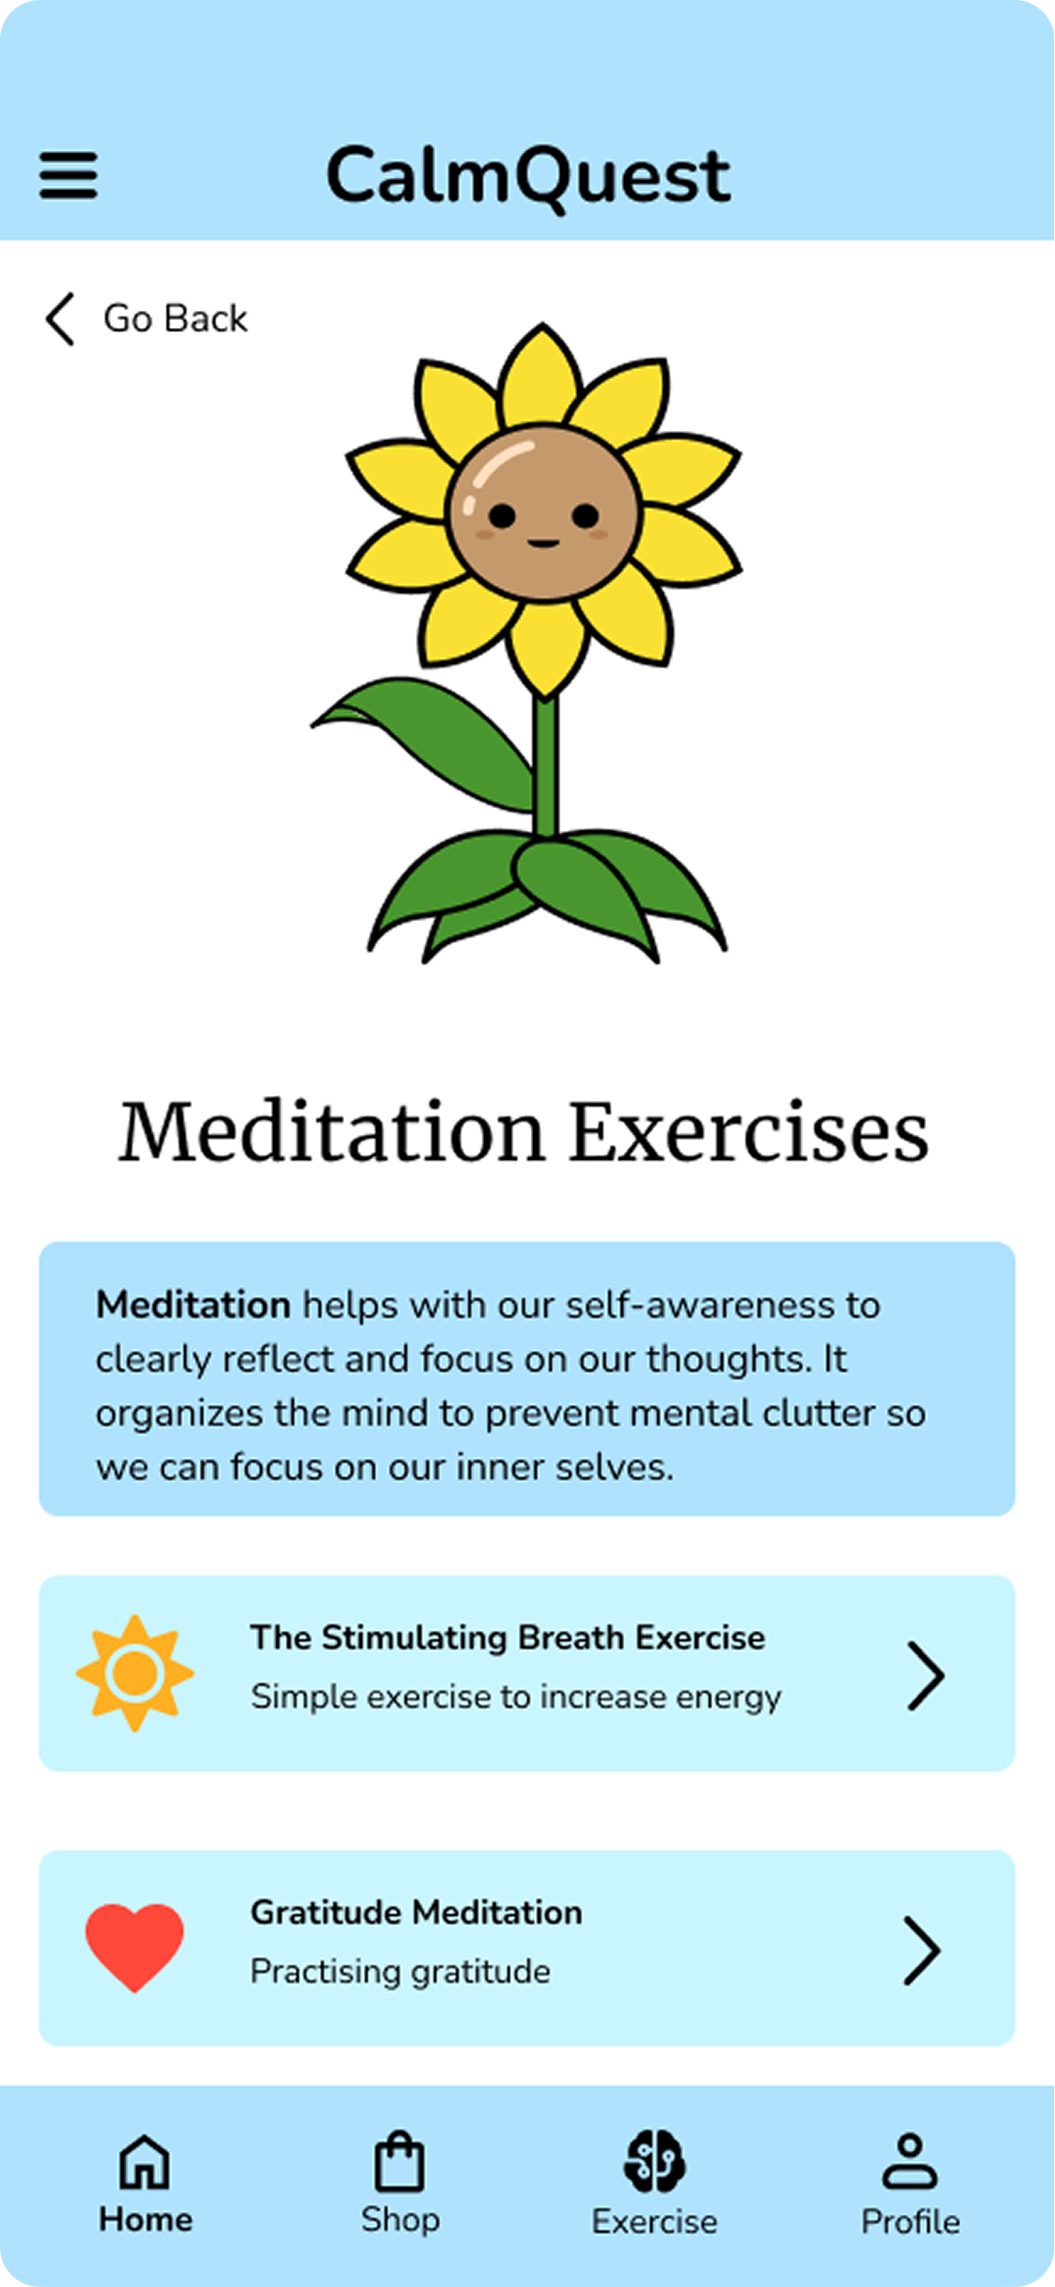 CalmQuest
Go Back
Meditation Exercises
Meditation helps with our self-awareness to
clearly reflect and focus on our thoughts. It
organizes the mind to prevent mental clutter so
we can focus on our inner selves.
The Stimulating Breath Exercise
Simple exercise to increase energy
Gratitude Meditation
Practising gratitude
Home Shop Exercise Profile